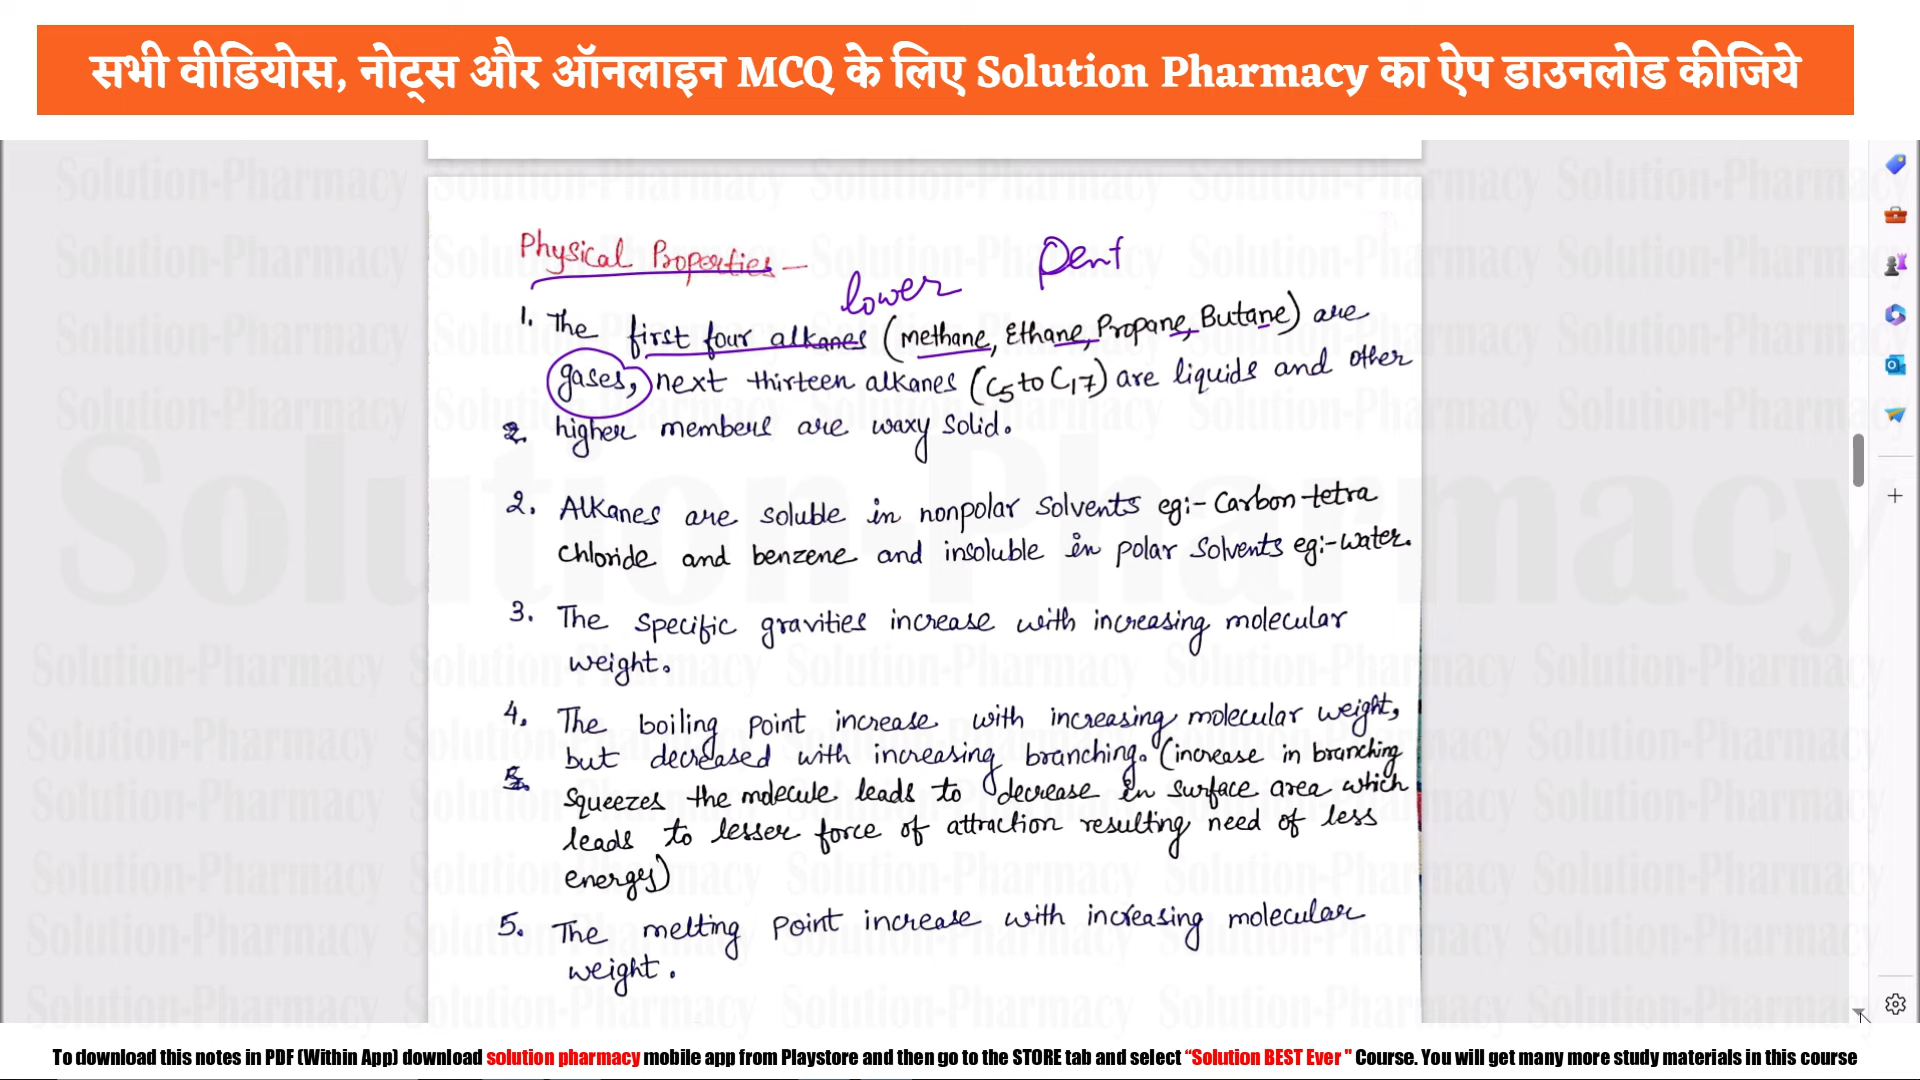 सभी वीडियोस, नोट्स और ऑनलाइन MCQ के लिए Solution Pharmacy का ऐप डाउनलोड कीजिये
Physical Properties —
Pent
lower
1. The first four alkanes (methane, Ethane, Propane, Butane) are
gases, next thirteen alkanes (C5 to C17) are liquids and other
2. higher members are waxy solid.
2. Alkanes are soluble in nonpolar solvents eg:- Carbon-tetra
chloride and benzene and insoluble in polar solvents eg:-water.
3. The specific gravities increase with increasing molecular
weight.
4. The boiling point increase with increasing molecular weight,
but decreased with increasing branching. (increase in branching
5. squeezes the molecule leads to decrease in surface area which
leads to lesser force of attraction resulting need of less
energy)
5. The melting point increase with increasing molecular
weight.
Solution-Pharmacy
To download this notes in PDF (Within App) download solution pharmacy mobile app from Playstore and then go to the STORE tab and select “Solution BEST Ever " Course. You will get many more study materials in this course